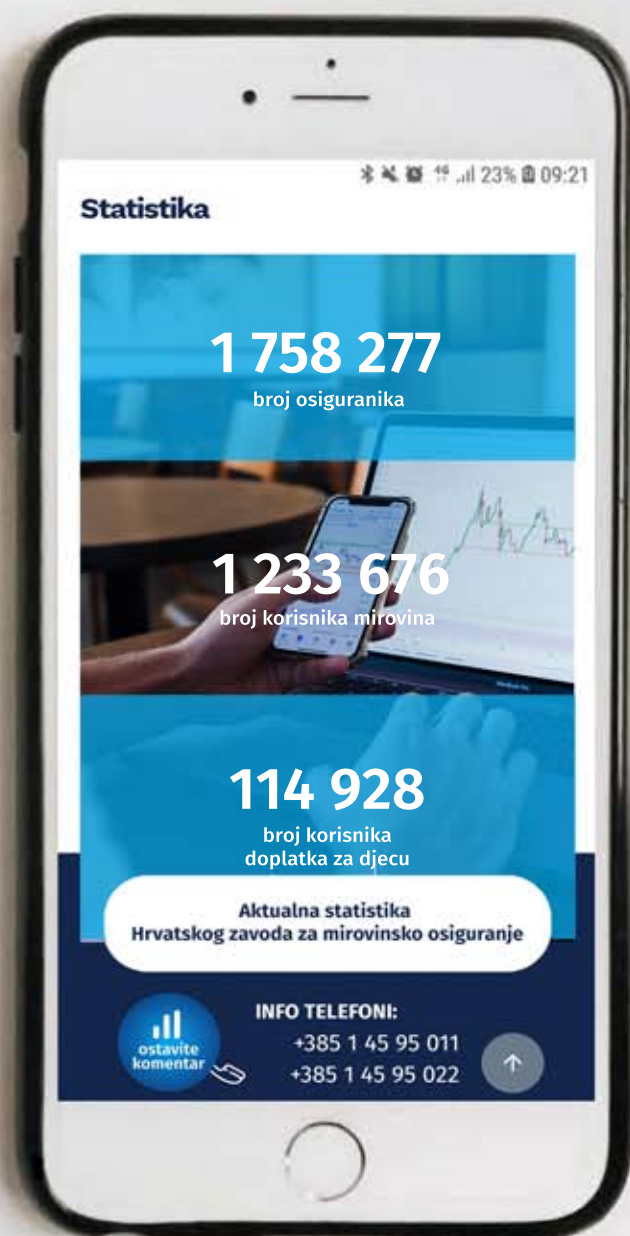 23% 09:21
Statistika
1 758 277
broj osiguranika
1 233 676
broj korisnika mirovina
114 928
broj korisnika
doplatka za djecu
Aktualna statistika
Hrvatskog zavoda za mirovinsko osiguranje
ostavite
komentar
INFO TELEFONI:
+385 1 45 95 011
+385 1 45 95 022